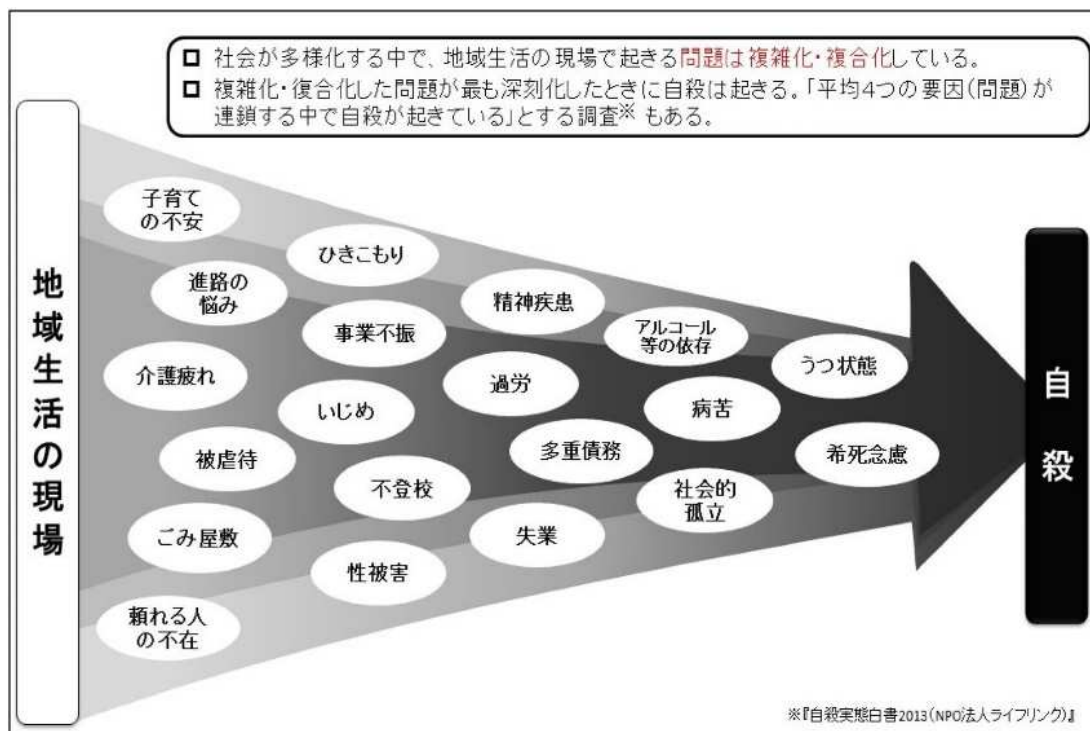 □ 社会が多様化する中で、地域生活の現場で起きる問題は複雑化・複合化している。
□ 複雑化・復合化した問題が最も深刻化したときに自殺は起きる。「平均4つの要因(問題)が
連鎖する中で自殺が起きている」とする調査※ もある。
地域生活の現場
子育て
の不安
ひきこもり
進路の
悩み
精神疾患
事業不振
アルコール
等の依存
うつ状態
介護疲れ
過労
いじめ
病苦
多重債務
希死念慮
被虐待
不登校
社会的
孤立
ごみ屋敷
失業
性被害
頼れる人
の不在
自殺
※『自殺実態白書2013(NPO法人ライフリンク)』